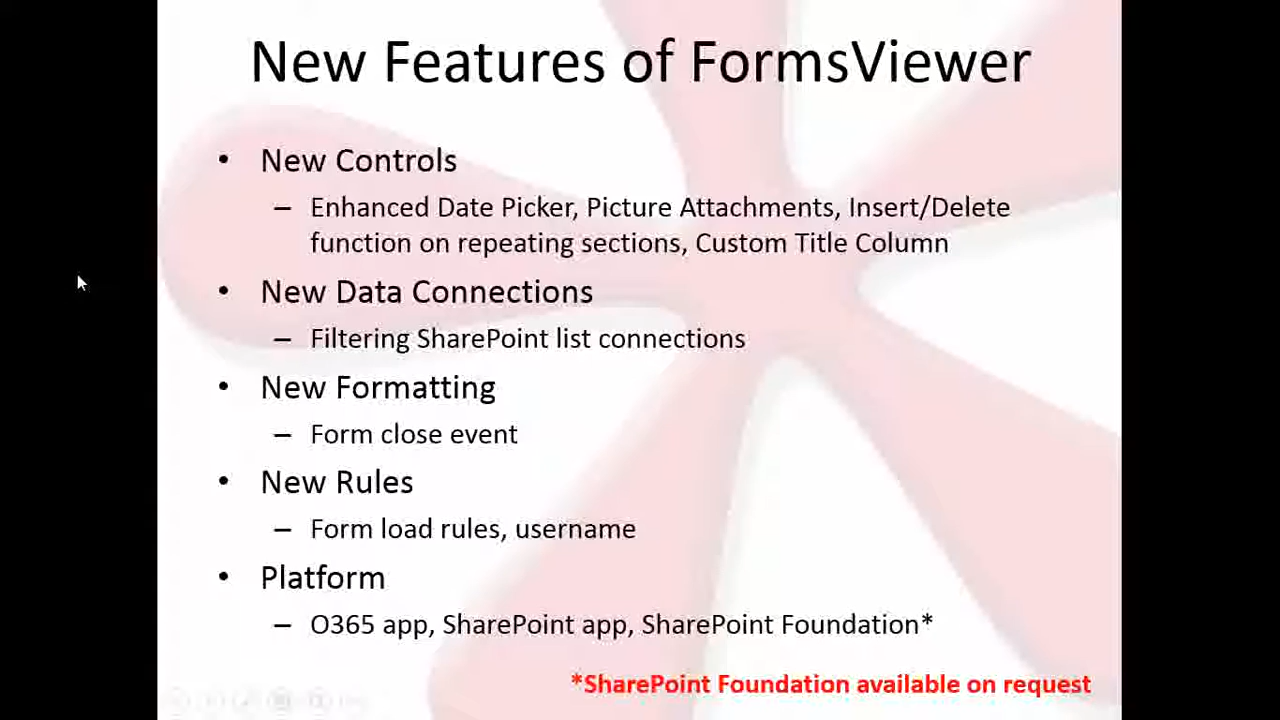 New Features of FormsViewer
• New Controls
– Enhanced Date Picker, Picture Attachments, Insert/Delete
function on repeating sections, Custom Title Column
• New Data Connections
– Filtering SharePoint list connections
• New Formatting
– Form close event
• New Rules
– Form load rules, username
• Platform
– O365 app, SharePoint app, SharePoint Foundation*
*SharePoint Foundation available on request